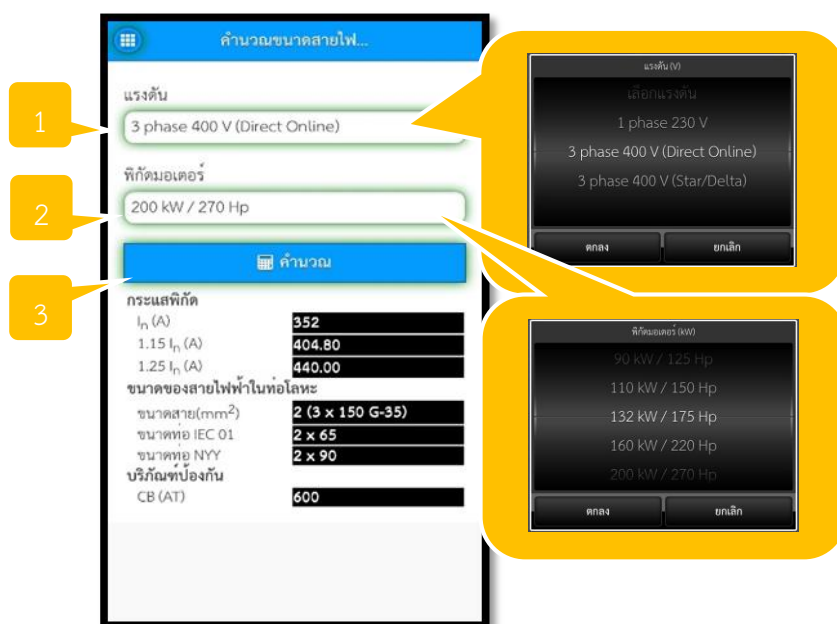 คำนวณขนาดสายไฟ...
1
แรงดัน
3 phase 400 V (Direct Online)
2
พิกัดมอเตอร์
200 kW / 270 Hp
3
คำนวณ
กระแสพิกัด
In (A) 352
1.15 In (A) 404.80
1.25 In (A) 440.00
ขนาดของสายไฟฟ้าในท่อโลหะ
ขนาดสาย(mm2) 2 (3 x 150 G-35)
ขนาดท่อ IEC 01 2 x 65
ขนาดท่อ NYY 2 x 90
บริภัณฑ์ป้องกัน
CB (AT) 600
แรงดัน (V)
เลือกแรงดัน
1 phase 230 V
3 phase 400 V (Direct Online)
3 phase 400 V (Star/Delta)
ตกลง ยกเลิก
พิกัดมอเตอร์ (kW)
90 kW / 125 Hp
110 kW / 150 Hp
132 kW / 175 Hp
160 kW / 220 Hp
200 kW / 270 Hp
ตกลง ยกเลิก